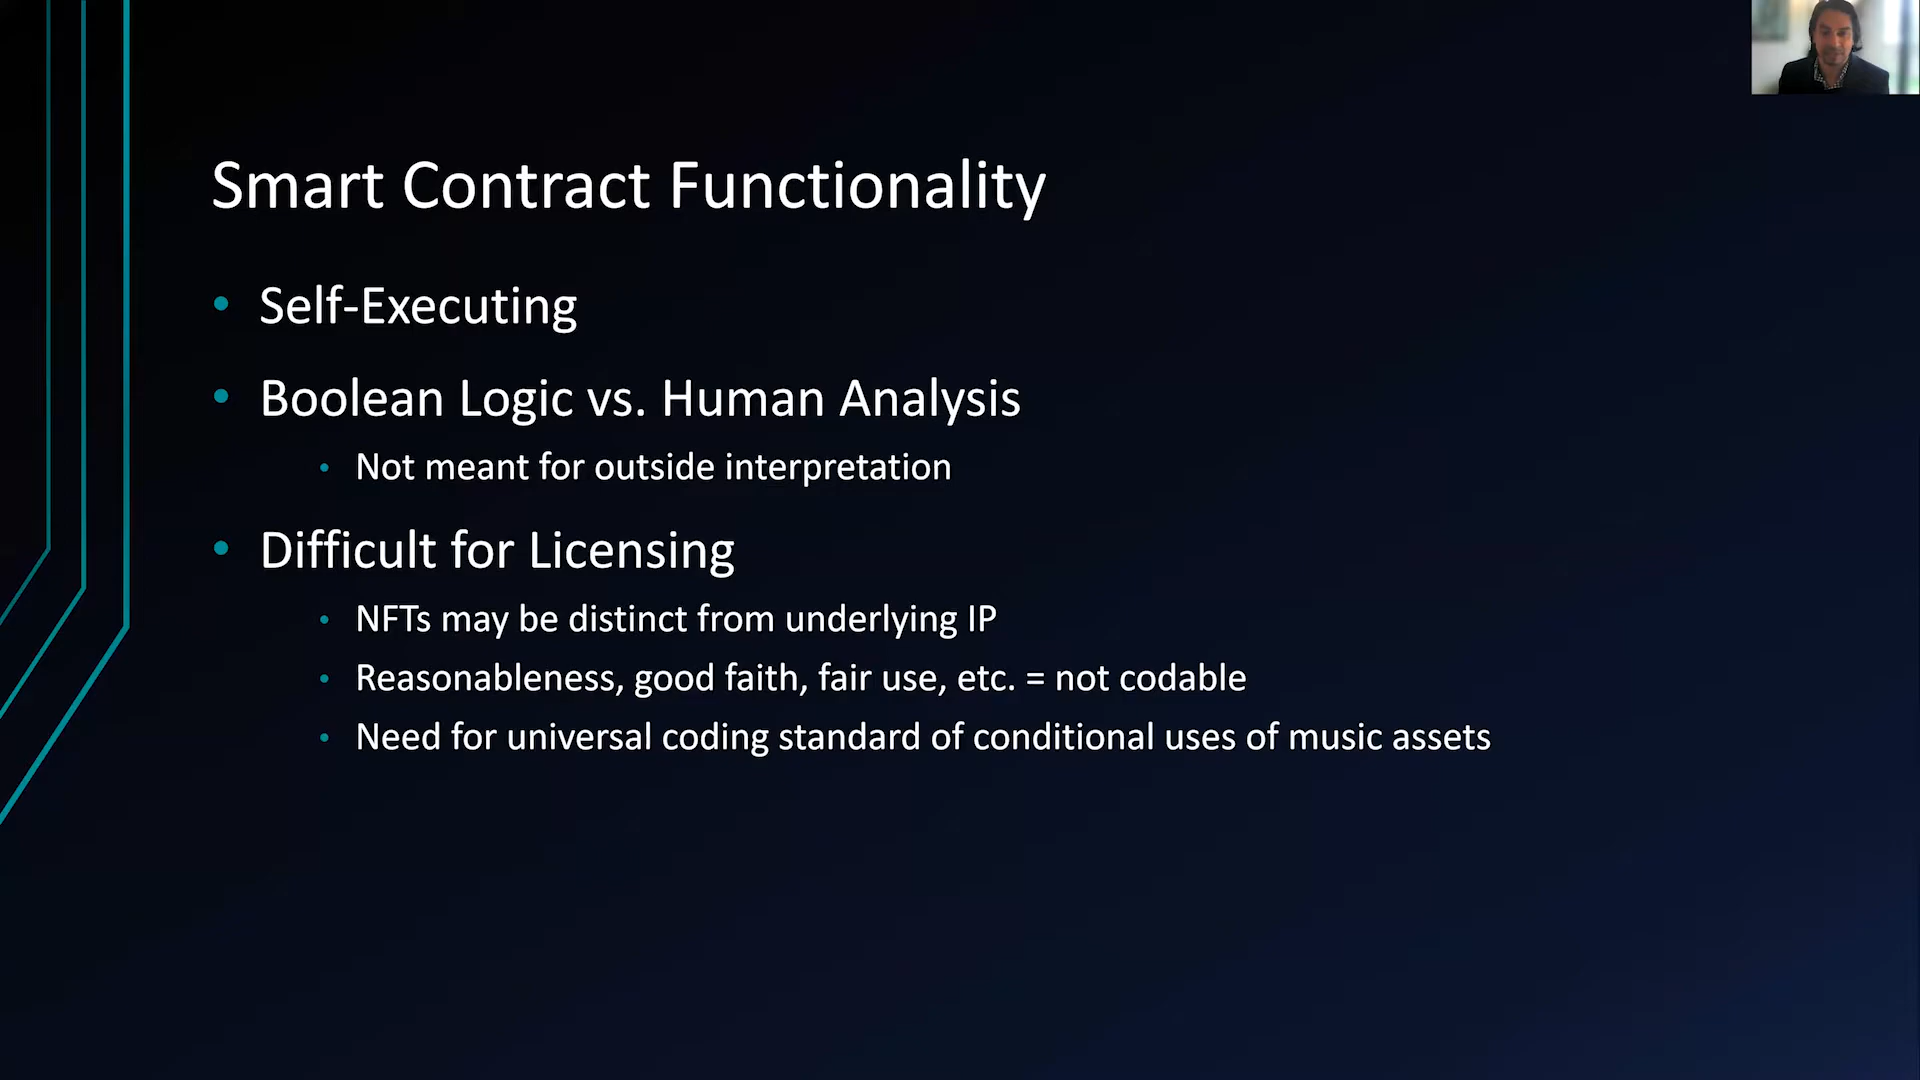 Smart Contract Functionality
• Self-Executing
• Boolean Logic vs. Human Analysis
• Not meant for outside interpretation
• Difficult for Licensing
• NFTs may be distinct from underlying IP
• Reasonableness, good faith, fair use, etc. = not codable
• Need for universal coding standard of conditional uses of music assets